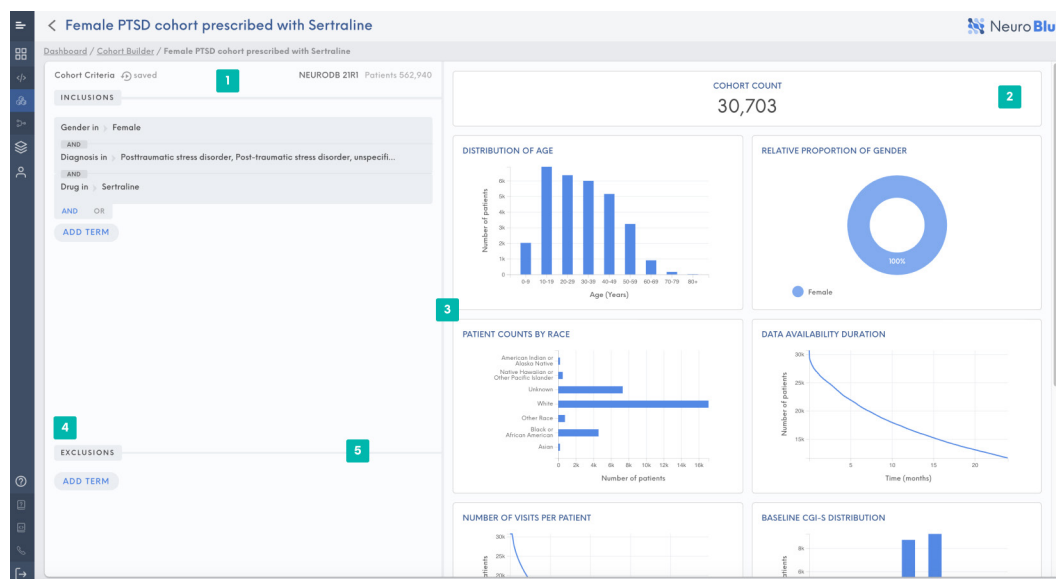 Female PTSD cohort prescribed with Sertraline
Neuro Blu
Dashboard / Cohort Builder / Female PTSD cohort prescribed with Sertraline
Cohort Criteria saved
1
NEURODB 21R1 Patients 562,940
INCLUSIONS
Gender in Female
AND
Diagnosis in Posttraumatic stress disorder, Post-traumatic stress disorder, unspecifi...
AND
Drug in Sertraline
AND OR
ADD TERM
3
4
EXCLUSIONS
5
ADD TERM
COHORT COUNT
30,703
2
DISTRIBUTION OF AGE
Number of patients
6k
5k
4k
3k
2k
1k
0
0-9 10-19 20-29 30-39 40-49 50-59 60-69 70-79 80+
Age (Years)
RELATIVE PROPORTION OF GENDER
100%
Female
PATIENT COUNTS BY RACE
American Indian or
Alaska Native
Native Hawaiian or
Other Pacific Islander
Unknown
White
Other Race
Black or
African American
Asian
0 2k 4k 6k 8k 10k 12k 14k 16k
Number of patients
DATA AVAILABILITY DURATION
Number of patients
30k
25k
20k
15k
5 10 15 20
Time (months)
NUMBER OF VISITS PER PATIENT
30k
25k
20k
BASELINE CGI-S DISTRIBUTION
8k
6k